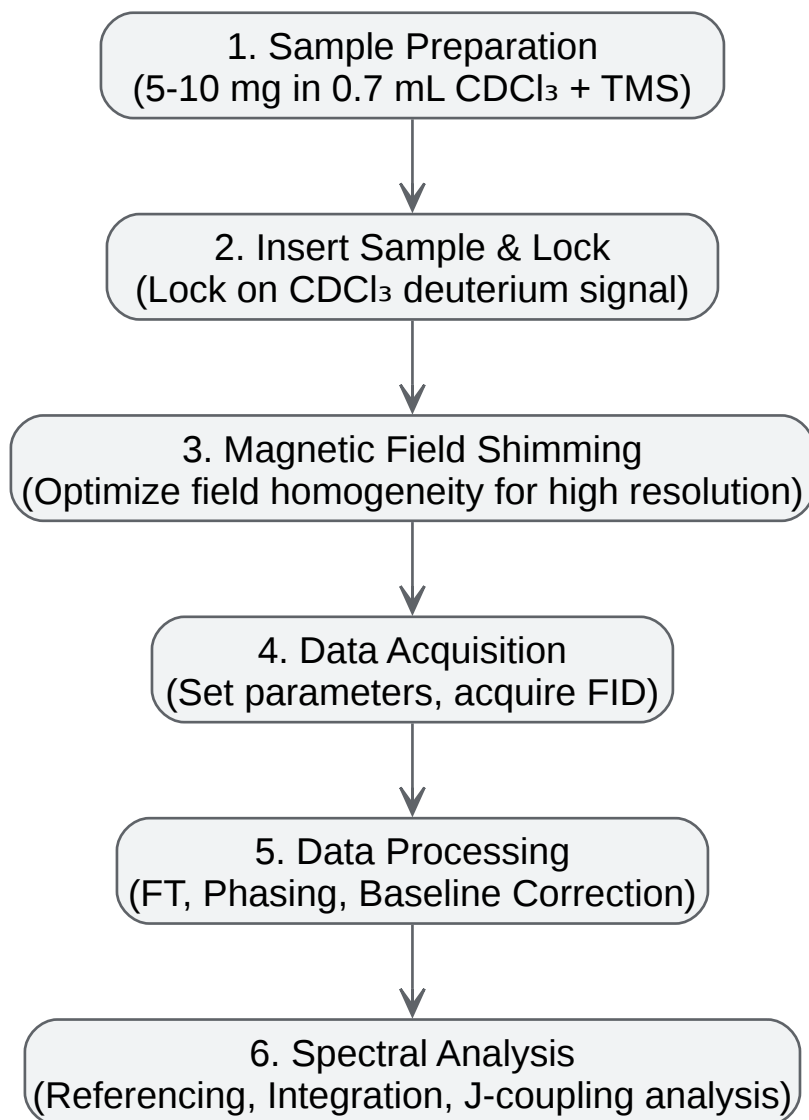 1. Sample Preparation
(5-10 mg in 0.7 mL CDCl₃ + TMS)
2. Insert Sample & Lock
(Lock on CDCl₃ deuterium signal)
3. Magnetic Field Shimming
(Optimize field homogeneity for high resolution)
4. Data Acquisition
(Set parameters, acquire FID)
5. Data Processing
(FT, Phasing, Baseline Correction)
6. Spectral Analysis
(Referencing, Integration, J-coupling analysis)